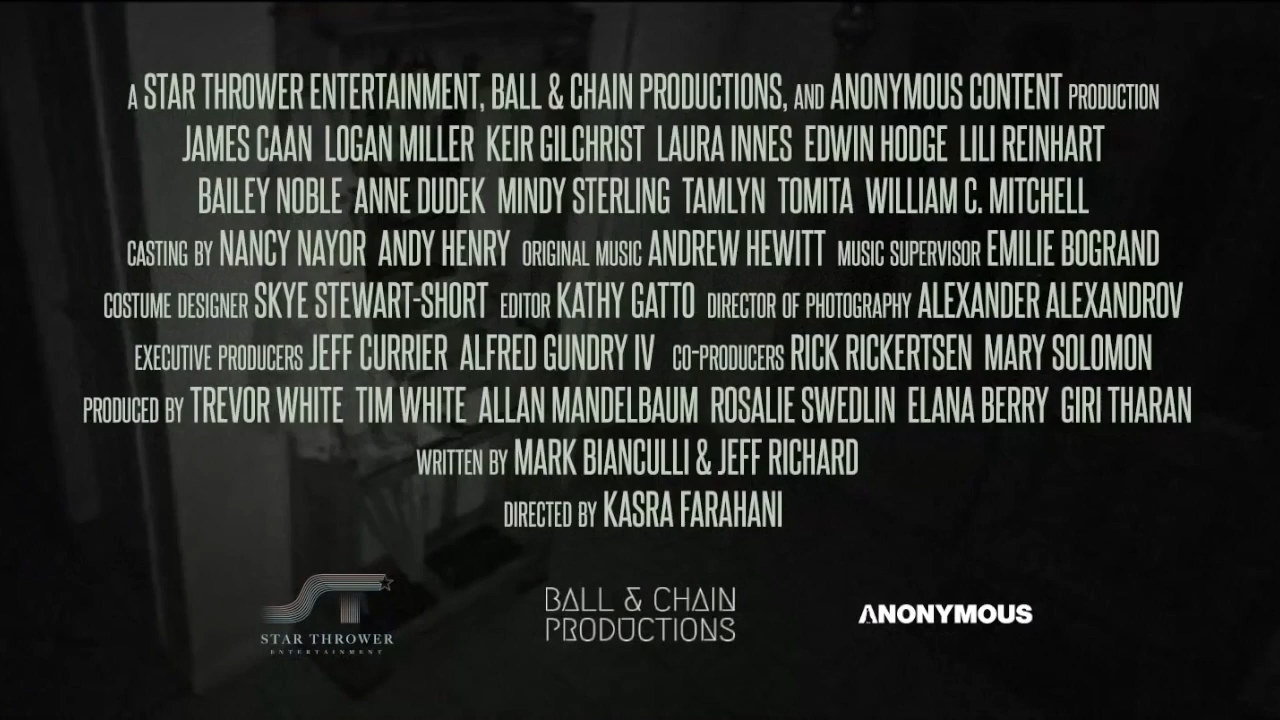 A STAR THROWER ENTERTAINMENT, BALL & CHAIN PRODUCTIONS, AND ANONYMOUS CONTENT PRODUCTION
JAMES CAAN LOGAN MILLER KEIR GILCHRIST LAURA INNES EDWIN HODGE LILI REINHART
BAILEY NOBLE ANNE DUDEK MINDY STERLING TAMLYN TOMITA WILLIAM C. MITCHELL
CASTING BY NANCY NAYOR ANDY HENRY ORIGINAL MUSIC ANDREW HEWITT MUSIC SUPERVISOR EMILIE BOGRAND
COSTUME DESIGNER SKYE STEWART-SHORT EDITOR KATHY GATTO DIRECTOR OF PHOTOGRAPHY ALEXANDER ALEXANDROV
EXECUTIVE PRODUCERS JEFF CURRIER ALFRED GUNDRY IV CO-PRODUCERS RICK RICKERTSEN MARY SOLOMON
PRODUCED BY TREVOR WHITE TIM WHITE ALLAN MANDELBAUM ROSALIE SWEDLIN ELANA BERRY GIRI THARAN
WRITTEN BY MARK BIANCULLI & JEFF RICHARD
DIRECTED BY KASRA FARAHANI
ST
STAR THROWER
ENTERTAINMENT
BALL & CHAIN
PRODUCTIONS
ANONYMOUS